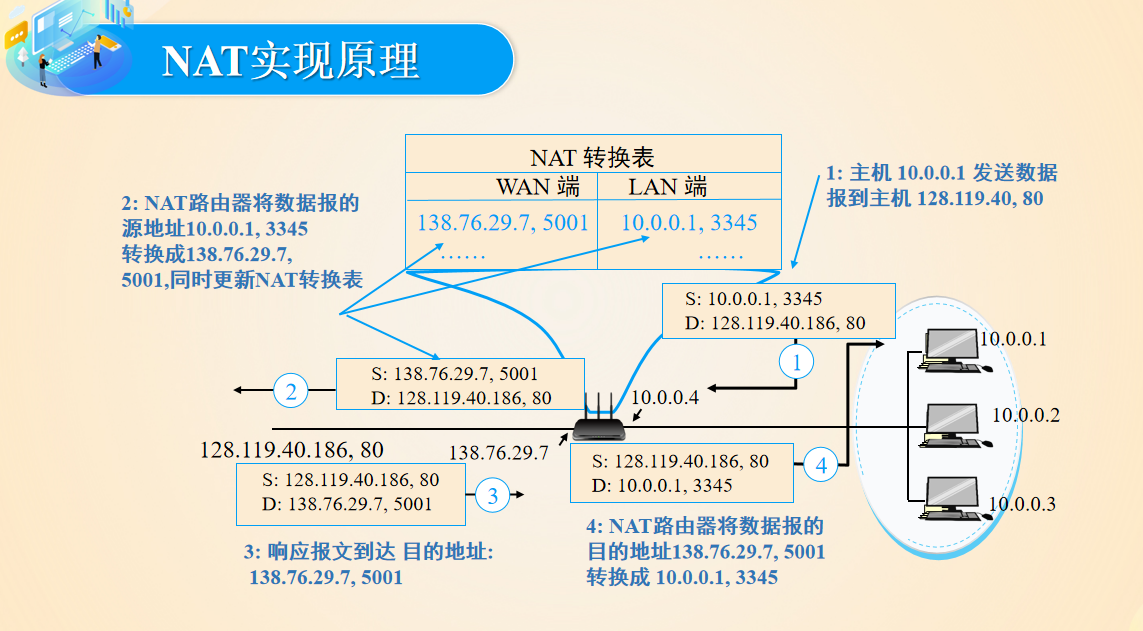 NAT实现原理
NAT 转换表
WAN 端 LAN 端
138.76.29.7, 5001 10.0.0.1, 3345
…… ……
1: 主机 10.0.0.1 发送数据
报到主机 128.119.40, 80
2: NAT路由器将数据报的
源地址10.0.0.1, 3345
转换成138.76.29.7,
5001,同时更新NAT转换表
S: 10.0.0.1, 3345
D: 128.119.40.186, 80
1
S: 138.76.29.7, 5001
D: 128.119.40.186, 80
2
10.0.0.4
10.0.0.1
10.0.0.2
10.0.0.3
128.119.40.186, 80
138.76.29.7
S: 128.119.40.186, 80
D: 138.76.29.7, 5001
3
S: 128.119.40.186, 80
D: 10.0.0.1, 3345
4
3: 响应报文到达 目的地址:
138.76.29.7, 5001
4: NAT路由器将数据报的
目的地址138.76.29.7, 5001
转换成 10.0.0.1, 3345